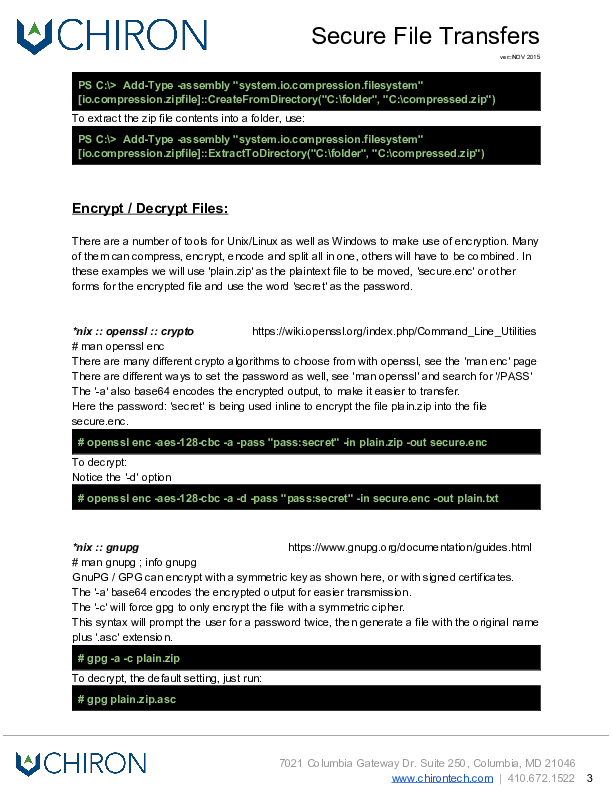 CHIRON
Secure File Transfers
ver:NOV 2015
PS C:\> Add-Type -assembly "system.io.compression.filesystem"
[io.compression.zipfile]::CreateFromDirectory("C:\folder", "C:\compressed.zip")
To extract the zip file contents into a folder, use:
PS C:\> Add-Type -assembly "system.io.compression.filesystem"
[io.compression.zipfile]::ExtractToDirectory("C:\folder", "C:\compressed.zip")
Encrypt / Decrypt Files:
There are a number of tools for Unix/Linux as well as Windows to make use of encryption. Many
of them can compress, encrypt, encode and split all in one, others will have to be combined. In
these examples we will use 'plain.zip' as the plaintext file to be moved, 'secure.enc' or other
forms for the encrypted file and use the word 'secret' as the password.
*nix :: openssl :: crypto https://wiki.openssl.org/index.php/Command_Line_Utilities
# man openssl enc
There are many different crypto algorithms to choose from with openssl, see the 'man enc' page
There are different ways to set the password as well, see 'man openssl' and search for '/PASS'
The '-a' also base64 encodes the encrypted output, to make it easier to transfer.
Here the password: 'secret' is being used inline to encrypt the file plain.zip into the file
secure.enc.
# openssl enc -aes-128-cbc -a -pass "pass:secret" -in plain.zip -out secure.enc
To decrypt:
Notice the '-d' option
# openssl enc -aes-128-cbc -a -d -pass "pass:secret" -in secure.enc -out plain.txt
*nix :: gnupg https://www.gnupg.org/documentation/guides.html
# man gnupg ; info gnupg
GnuPG / GPG can encrypt with a symmetric key as shown here, or with signed certificates.
The '-a' base64 encodes the encrypted output for easier transmission.
The '-c' will force gpg to only encrypt the file with a symmetric cipher.
This syntax will prompt the user for a password twice, then generate a file with the original name
plus '.asc' extension.
# gpg -a -c plain.zip
To decrypt, the default setting, just run:
# gpg plain.zip.asc
CHIRON
7021 Columbia Gateway Dr. Suite 250, Columbia, MD 21046
www.chirontech.com | 410.672.1522 3